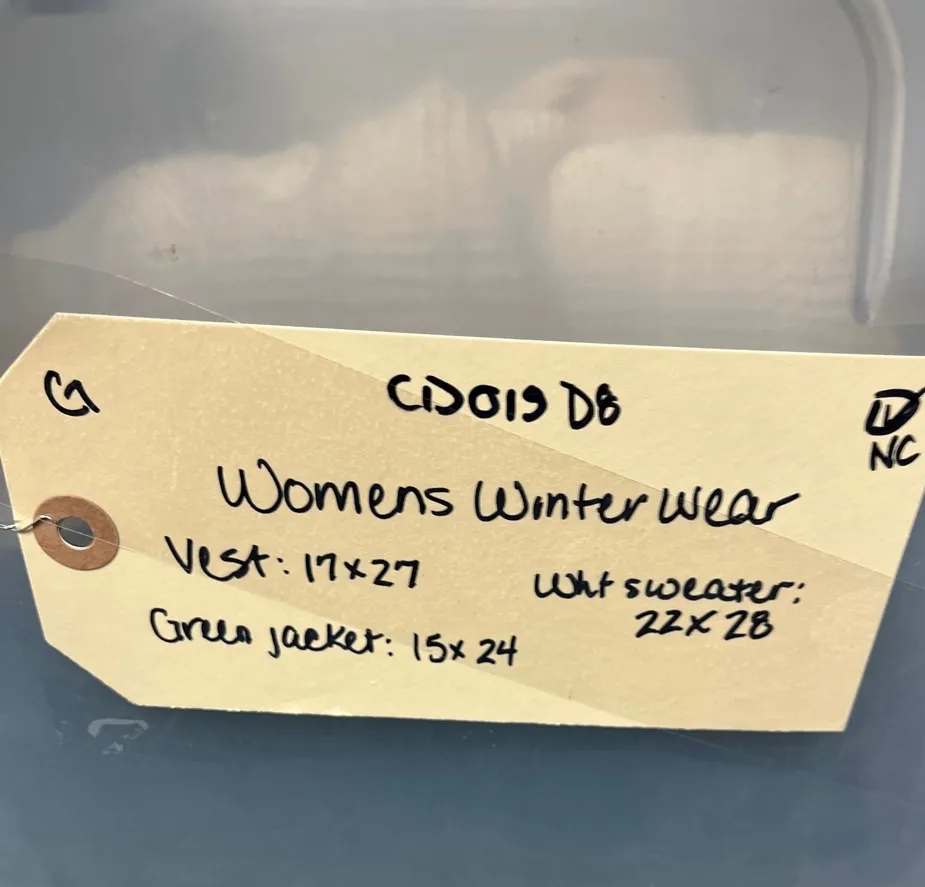 G
CD019 D8
NC
Womens Winter Wear
Vest: 17x27
Wht sweater:
22x28
Green jacket: 15x24